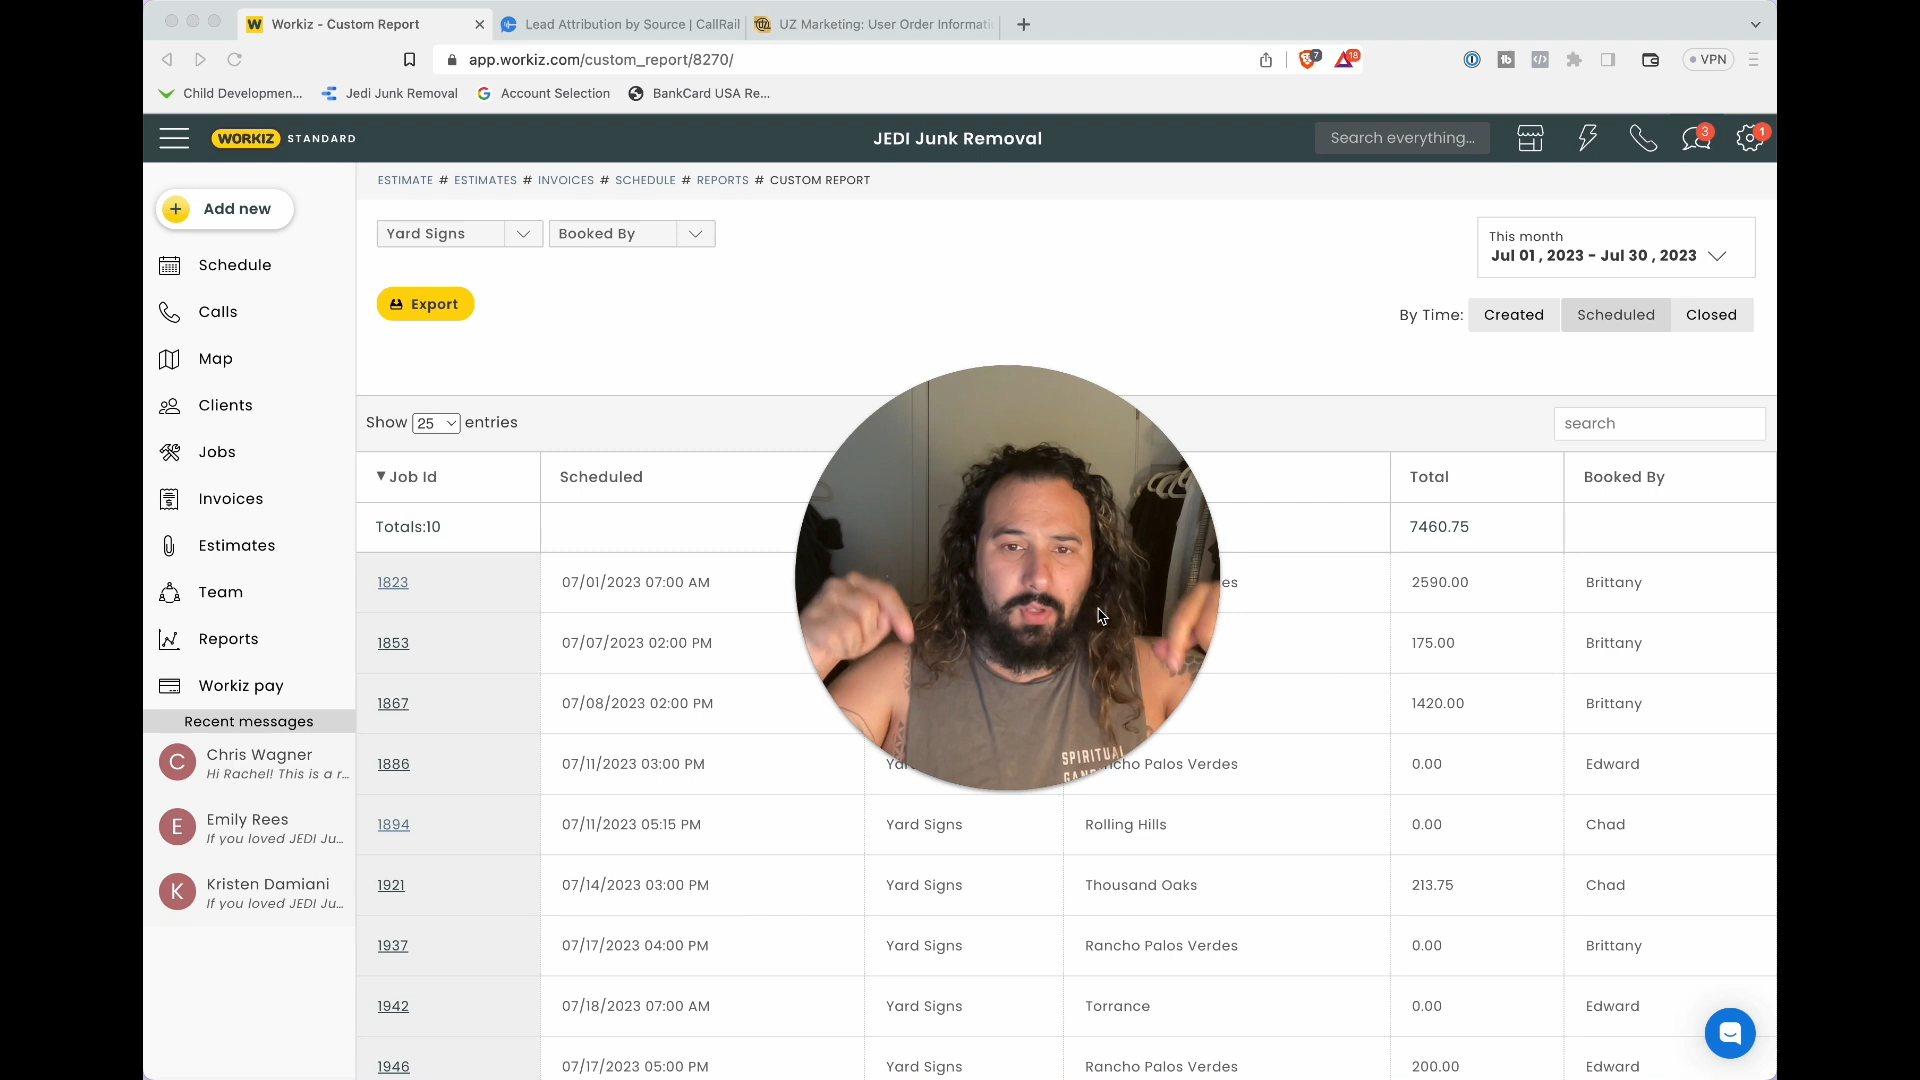 Workiz - Custom Report
Lead Attribution by Source | CallRail
UZ Marketing: User Order Informati
app.workiz.com/custom_report/8270/
7
18
VPN
Child Developmen...
Jedi Junk Removal
Account Selection
BankCard USA Re...
WORKIZ STANDARD
JEDI Junk Removal
Search everything...
3
1
ESTIMATE # ESTIMATES # INVOICES # SCHEDULE # REPORTS # CUSTOM REPORT
Add new
Schedule
Calls
Map
Clients
Jobs
Invoices
Estimates
Team
Reports
Workiz pay
Recent messages
C
Chris Wagner
Hi Rachel! This is a r...
E
Emily Rees
If you loved JEDI Ju...
K
Kristen Damiani
If you loved JEDI Ju...
Yard Signs
Booked By
This month
Jul 01 , 2023 - Jul 30 , 2023
Export
By Time: Created Scheduled Closed
Show 25 entries
search
Job Id Scheduled Total Booked By
Totals:10 7460.75
1823 07/01/2023 07:00 AM es 2590.00 Brittany
1853 07/07/2023 02:00 PM 175.00 Brittany
1867 07/08/2023 02:00 PM 1420.00 Brittany
1886 07/11/2023 03:00 PM Ya ncho Palos Verdes 0.00 Edward
1894 07/11/2023 05:15 PM Yard Signs Rolling Hills 0.00 Chad
1921 07/14/2023 03:00 PM Yard Signs Thousand Oaks 213.75 Chad
1937 07/17/2023 04:00 PM Yard Signs Rancho Palos Verdes 0.00 Brittany
1942 07/18/2023 07:00 AM Yard Signs Torrance 0.00 Edward
1946 07/17/2023 05:00 PM Yard Signs Rancho Palos Verdes 200.00 Edward
SPIRITUAL